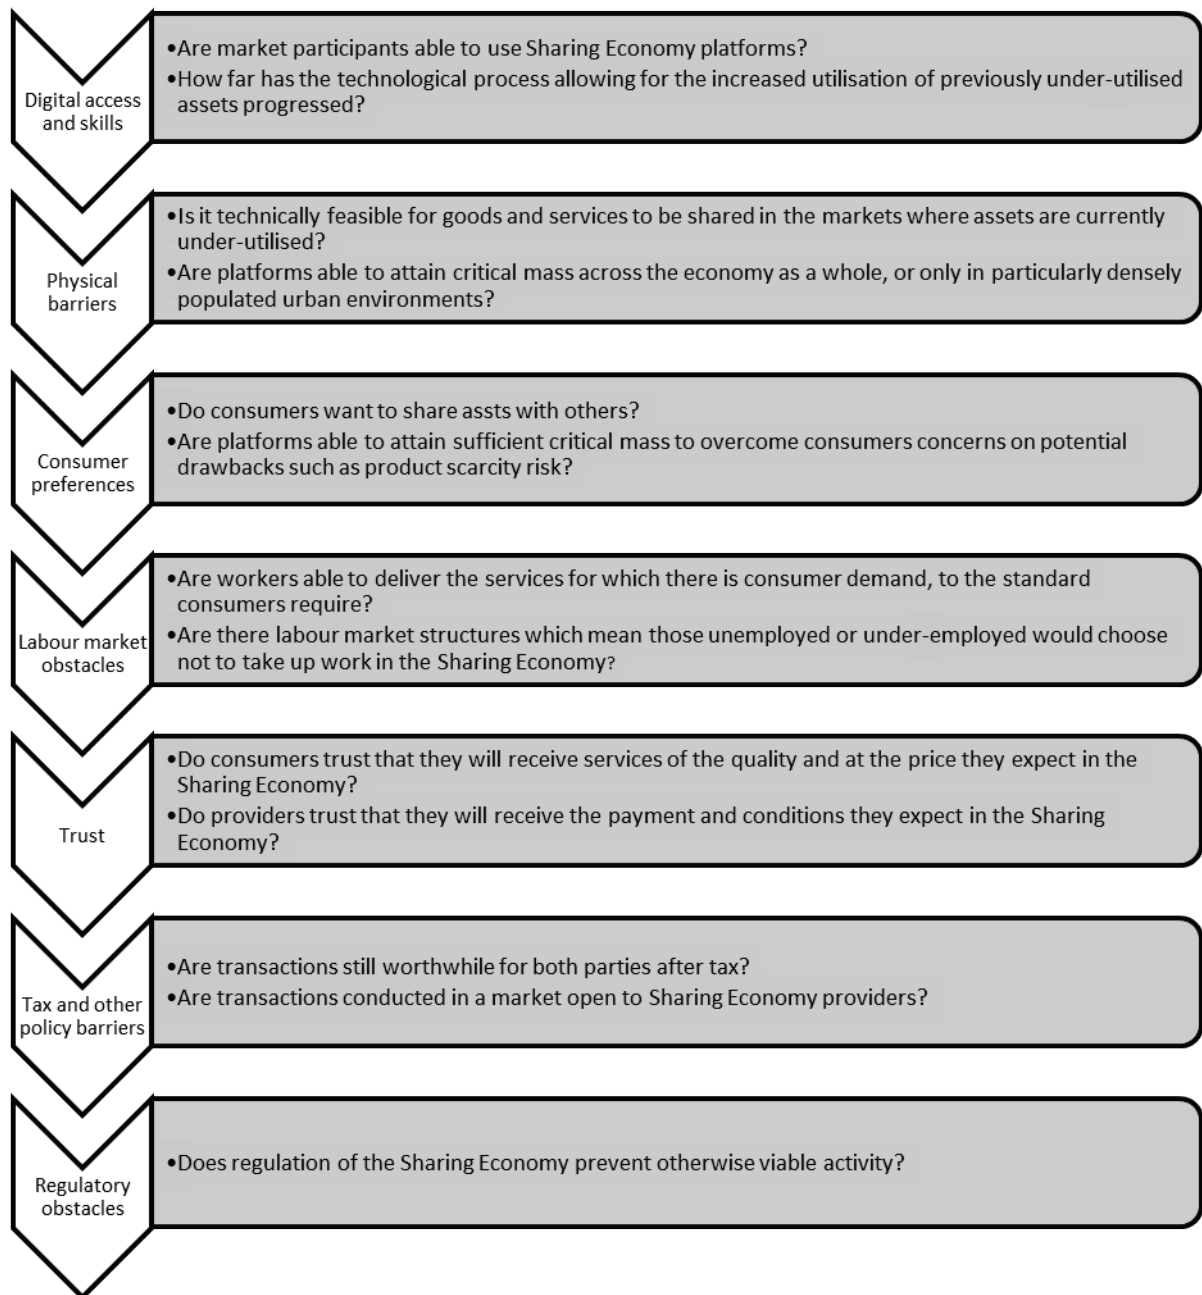 •Are market participants able to use Sharing Economy platforms?
•How far has the technological process allowing for the increased utilisation of previously under-utilised
assets progressed?
Digital access
and skills
•Is it technically feasible for goods and services to be shared in the markets where assets are currently
under-utilised?
•Are platforms able to attain critical mass across the economy as a whole, or only in particularly densely
populated urban environments?
Physical
barriers
•Do consumers want to share assts with others?
•Are platforms able to attain sufficient critical mass to overcome consumers concerns on potential
drawbacks such as product scarcity risk?
Consumer
preferences
•Are workers able to deliver the services for which there is consumer demand, to the standard
consumers require?
•Are there labour market structures which mean those unemployed or under-employed would choose
not to take up work in the Sharing Economy?
Labour market
obstacles
•Do consumers trust that they will receive services of the quality and at the price they expect in the
Sharing Economy?
•Do providers trust that they will receive the payment and conditions they expect in the Sharing
Economy?
Trust
•Are transactions still worthwhile for both parties after tax?
•Are transactions conducted in a market open to Sharing Economy providers?
Tax and other
policy barriers
•Does regulation of the Sharing Economy prevent otherwise viable activity?
Regulatory
obstacles